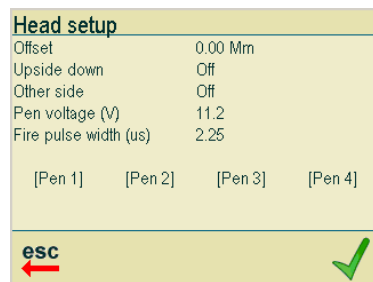 Head setup
Offset 0.00 Mm
Upside down Off
Other side Off
Pen voltage (V) 11.2
Fire pulse width (us) 2.25
[Pen 1] [Pen 2] [Pen 3] [Pen 4]
esc